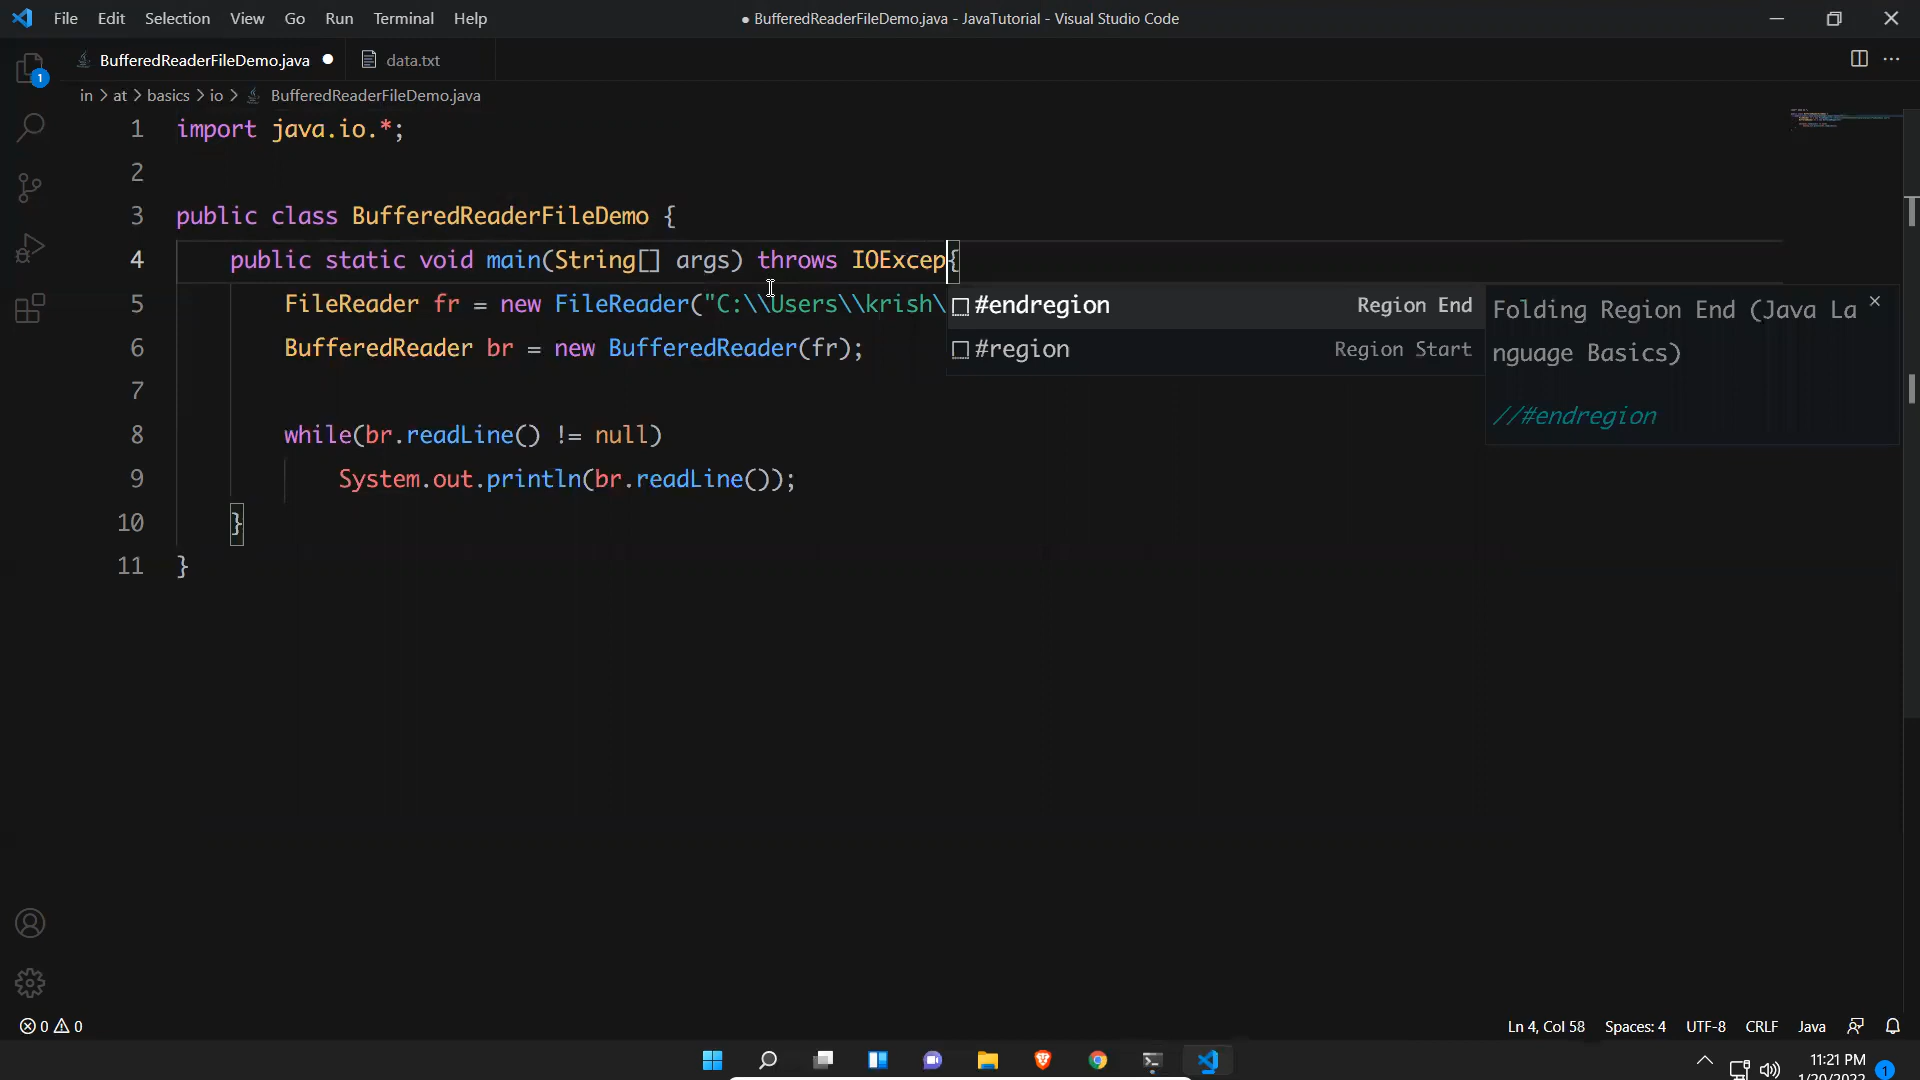 File Edit Selection View Go Run Terminal Help
● BufferedReaderFileDemo.java - JavaTutorial - Visual Studio Code
BufferedReaderFileDemo.java ●
data.txt
1
in > at > basics > io > BufferedReaderFileDemo.java
1 import java.io.*;
2
3 public class BufferedReaderFileDemo {
4 public static void main(String[] args) throws IOExcep{
5 FileReader fr = new FileReader("C:\\Users\\krish\
6 BufferedReader br = new BufferedReader(fr);
7
8 while(br.readLine() != null)
9 System.out.println(br.readLine());
10 }
11 }
#endregion Region End
#region Region Start
Folding Region End (Java La
nguage Basics)
//#endregion
0 0
Ln 4, Col 58 Spaces: 4 UTF-8 CRLF Java
11:21 PM
1/20/2022
1